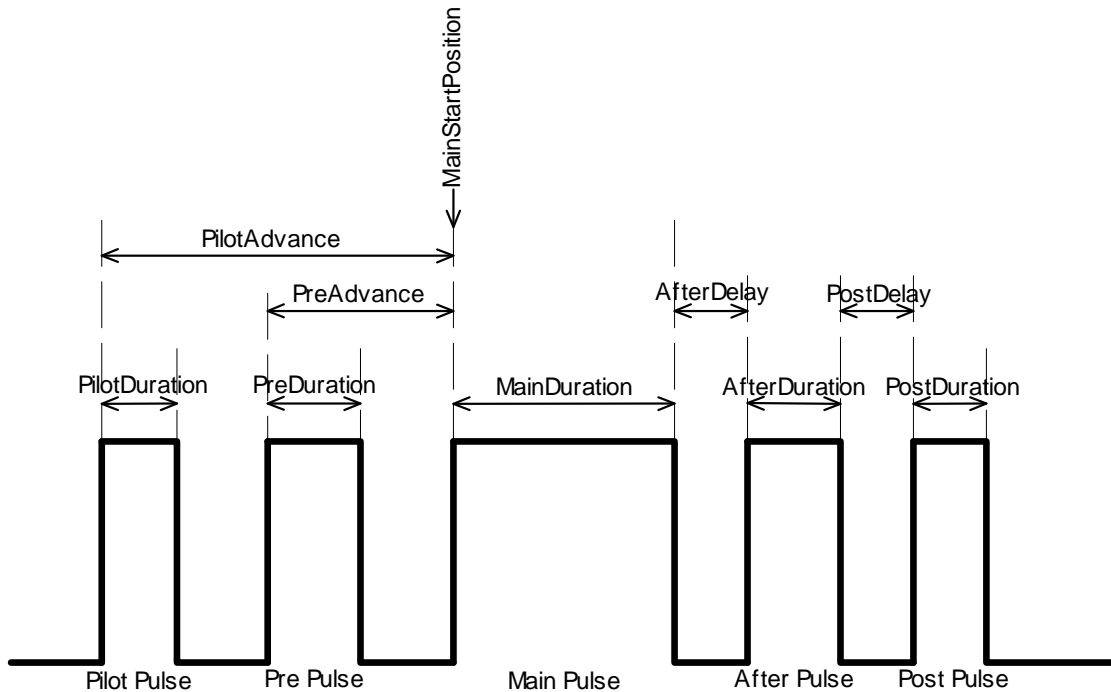 MainStartPosition
PilotAdvance
PreAdvance
AfterDelay
PostDelay
PilotDuration
PreDuration
MainDuration
AfterDuration
PostDuration
Pilot Pulse
Pre Pulse
Main Pulse
After Pulse
Post Pulse